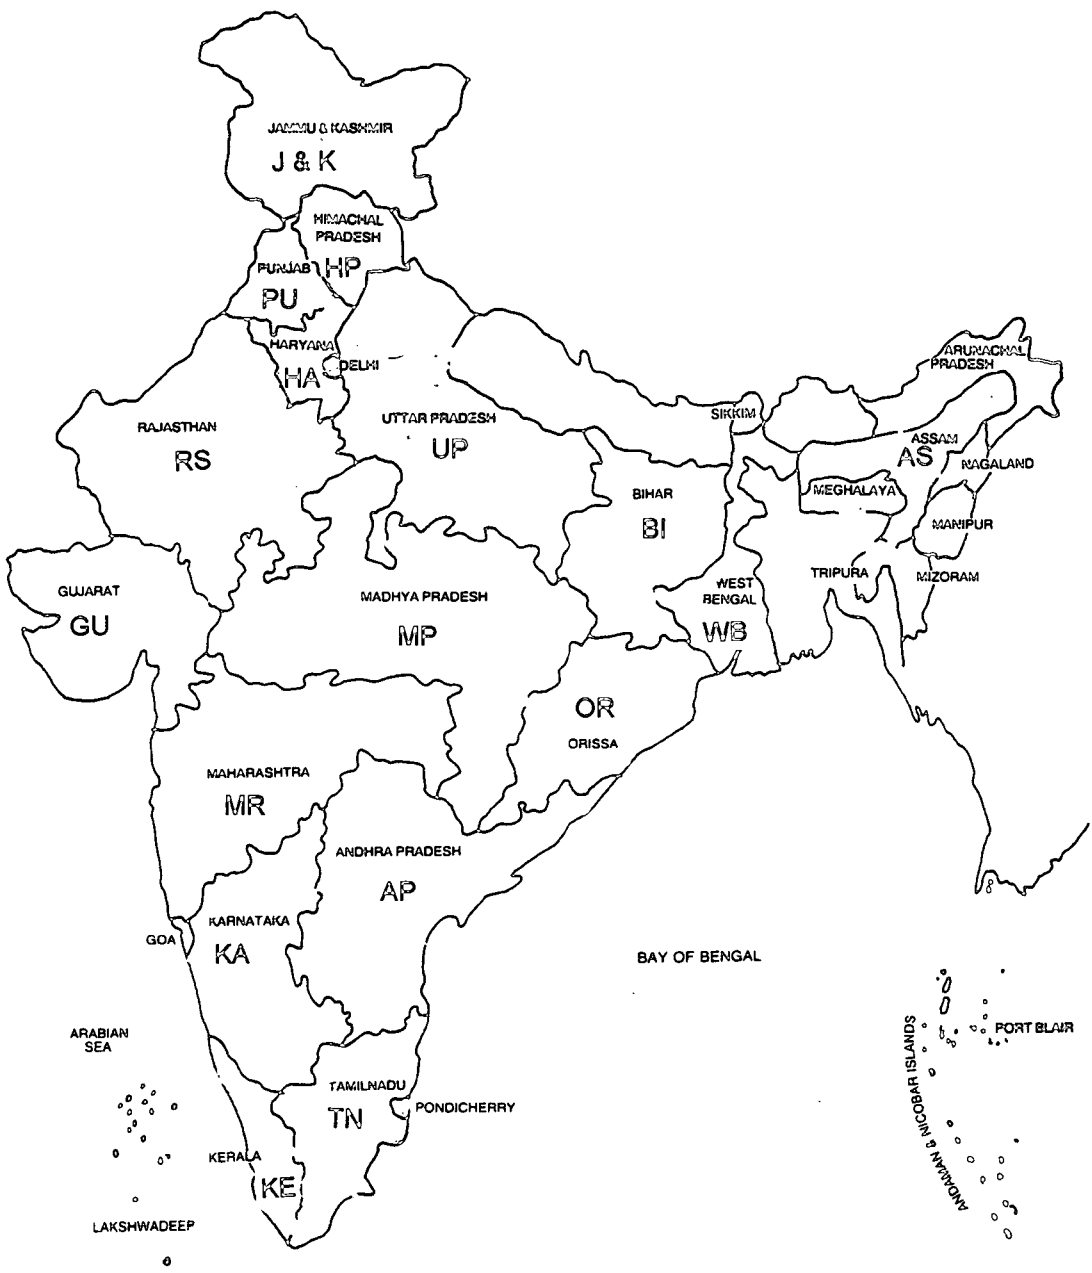 JAMMU & KASHMIR
J & K
HIMACHAL
PRADESH
HP
PUNJAB
PU
HARYANA
HA
DELHI
ARUNACHAL
PRADESH
SIKKIM
RAJASTHAN
RS
UTTAR PRADESH
UP
ASSAM
AS
NAGALAND
MEGHALAYA
BIHAR
BI
MANIPUR
TRIPURA
MIZORAM
GUJARAT
GU
MADHYA PRADESH
MP
WEST
BENGAL
WB
OR
ORISSA
MAHARASHTRA
MR
ANDHRA PRADESH
AP
KARNATAKA
KA
GOA
BAY OF BENGAL
ARABIAN
SEA
PORT BLAIR
ANDAMAN & NICOBAR ISLANDS
TAMILNADU
TN
PONDICHERRY
KERALA
KE
LAKSHWADEEP